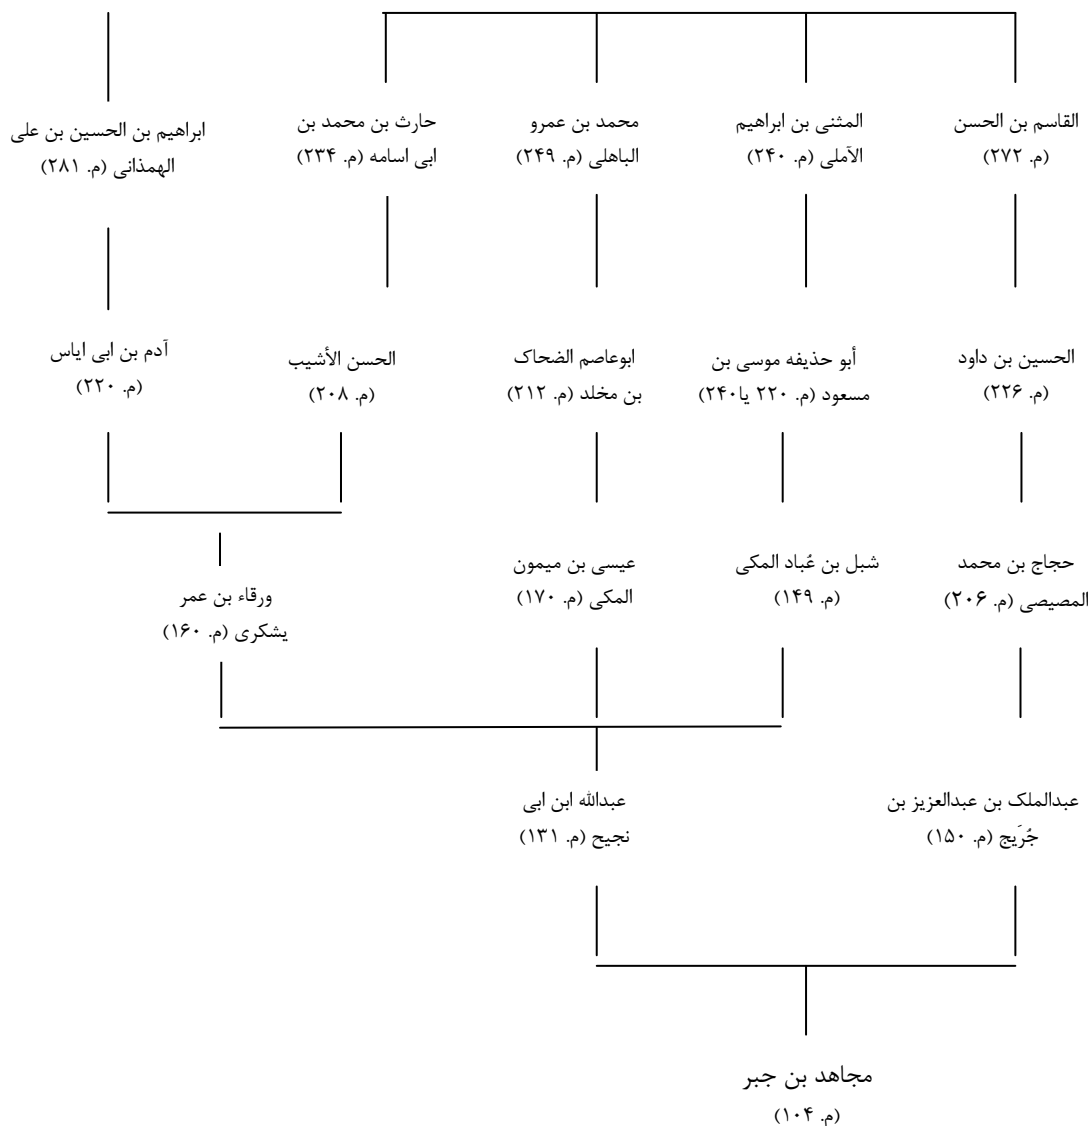 القاسم بن الحسن
(م. ۲۷۲)
المثنی بن ابراهیم
الآملی (م. ۲۴۰)
محمد بن عمرو
الباهلی (م. ۲۴۹)
حارث بن محمد بن
ابی اسامه (م. ۲۳۴)
ابراهیم بن الحسین بن علی
الهمذانی (م. ۲۸۱)
الحسین بن داود
(م. ۲۲۶)
أبو حذیفه موسی بن
مسعود (م. ۲۲۰ یا۲۴۰)
ابوعاصم الضحاک
بن مخلد (م. ۲۱۲)
الحسن الأشیب
(م. ۲۰۸)
آدم بن ابی ایاس
(م. ۲۲۰)
حجاج بن محمد
المصیصی (م. ۲۰۶)
شبل بن عُباد المکی
(م. ۱۴۹)
عیسی بن میمون
المکی (م. ۱۷۰)
ورقاء بن عمر
یشکری (م. ۱۶۰)
عبدالملک بن عبدالعزیز بن
جُرَیج (م. ۱۵۰)
عبدالله ابن ابی
نجیح (م. ۱۳۱)
مجاهد بن جبر
(م. ۱۰۴)